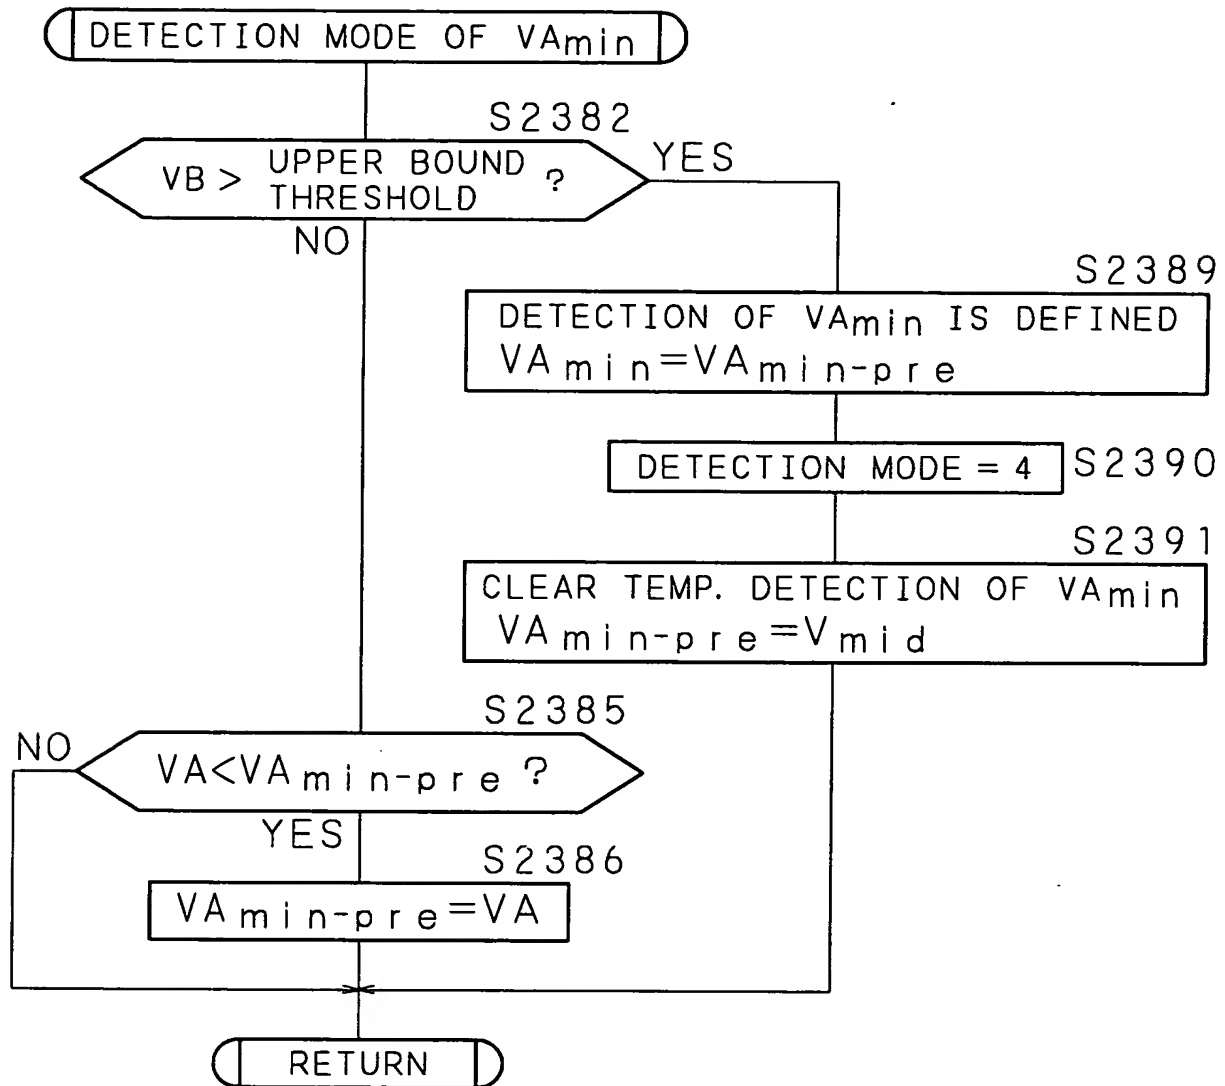 DETECTION MODE OF VAmin
S2382
VB > UPPER BOUND THRESHOLD ?
YES
NO
S2389
DETECTION OF VAmin IS DEFINED
VAmin=VAmin-pre
DETECTION MODE = 4
S2390
S2391
CLEAR TEMP. DETECTION OF VAmin
VAmin-pre=Vmid
S2385
NO
VA<VAmin-pre ?
YES
S2386
VAmin-pre=VA
RETURN